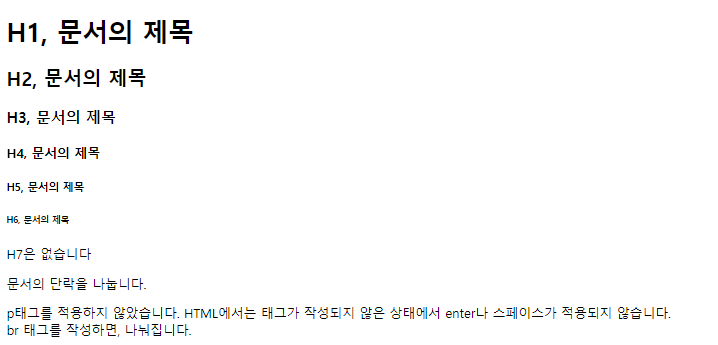 H1, 문서의 제목
H2, 문서의 제목
H3, 문서의 제목
H4, 문서의 제목
H5, 문서의 제목
H6, 문서의 제목
H7은 없습니다
문서의 단락을 나눕니다.
p태그를 적용하지 않았습니다. HTML에서는 태그가 작성되지 않은 상태에서 enter나 스페이스가 적용되지 않습니다.
br 태그를 작성하면, 나눠집니다.